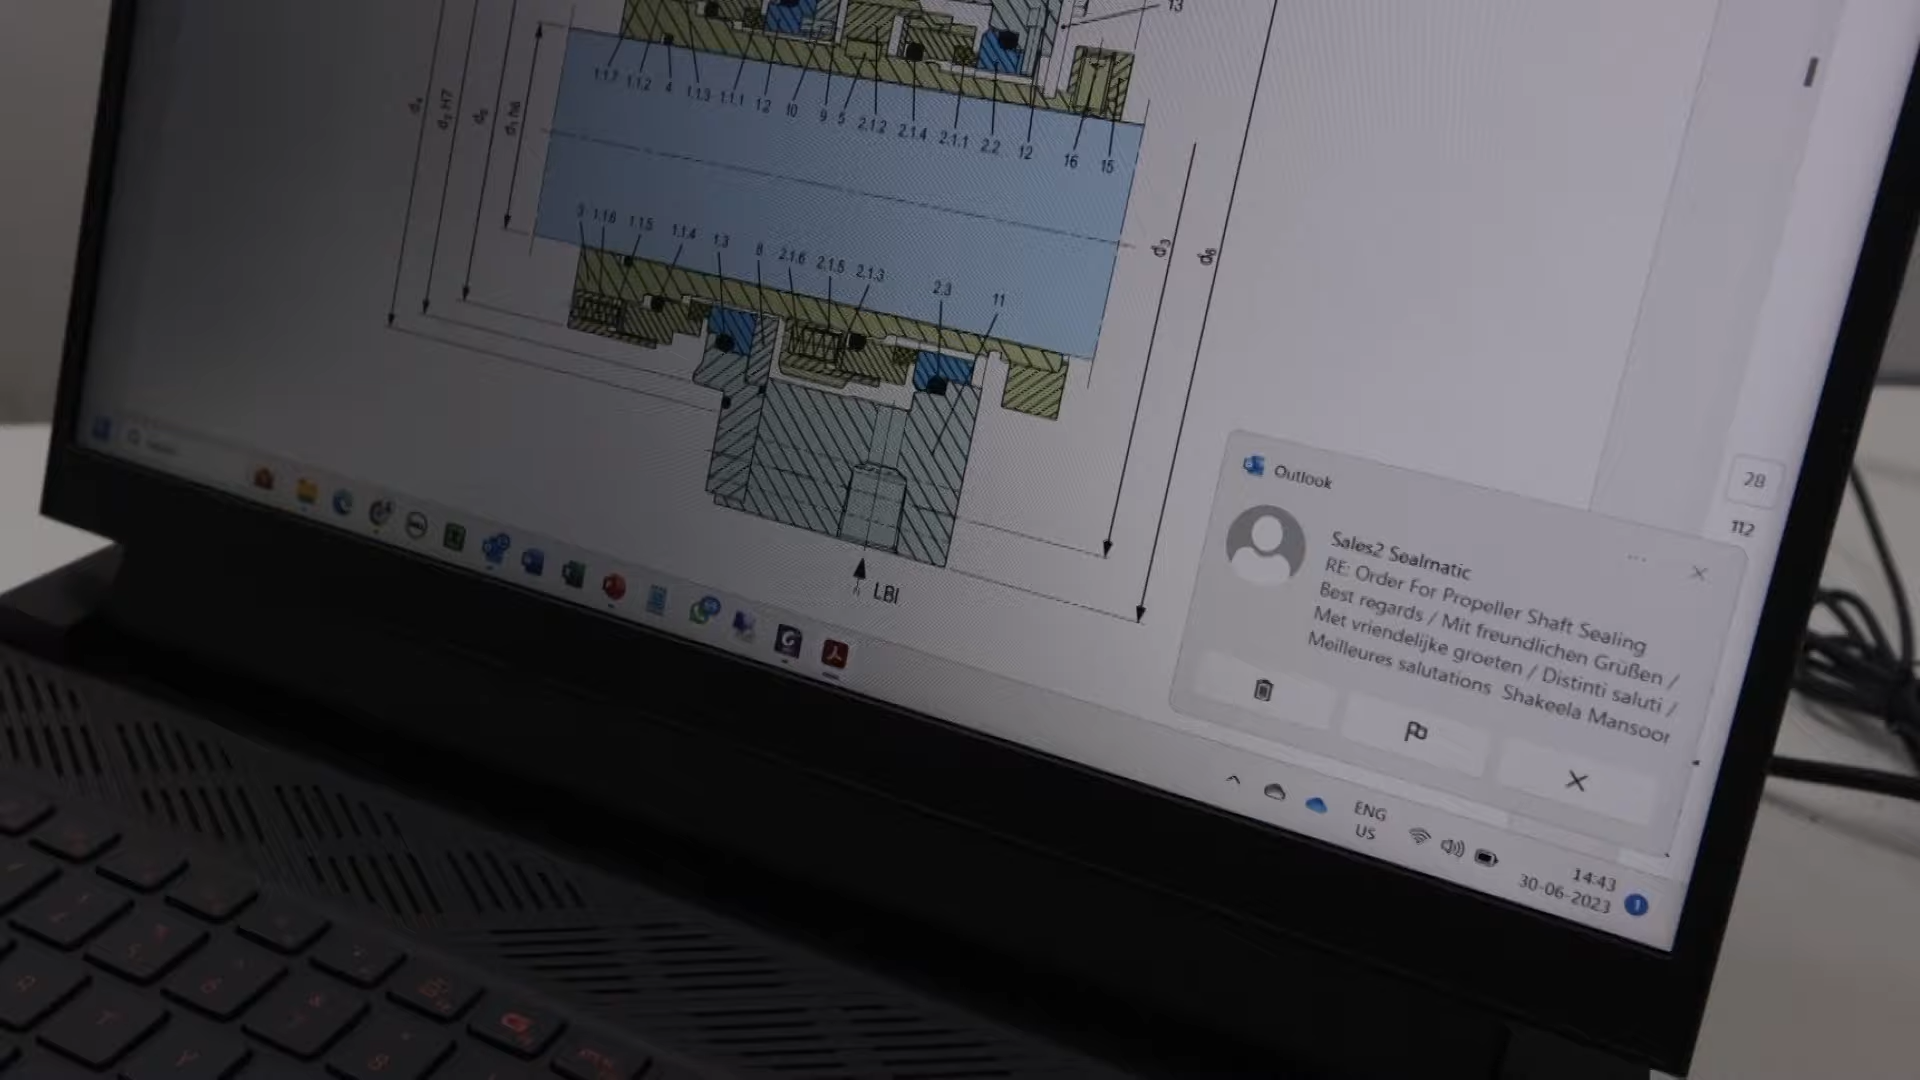 13
1.1.7 1.1.2 4 1.1.3 1.1.1 1.2 10 9 5 2.1.2 2.1.4 2.1.1 2.2 12 16 15
d₂ H7
d₁ h6
3 1.1.6 1.1.5 1.1.4 1.3 8 2.1.6 2.1.5 2.1.3 2.3 11
d₃
LBI
28
112
Outlook
Sales2 Sealmatic
RE: Order For Propeller Shaft Sealing
Best regards / Mit freundlichen Grüßen /
Met vriendelijke groeten / Distinti saluti /
Meilleures salutations Shakeela Mansoor
ENG
US
14:43
30-06-2023
1